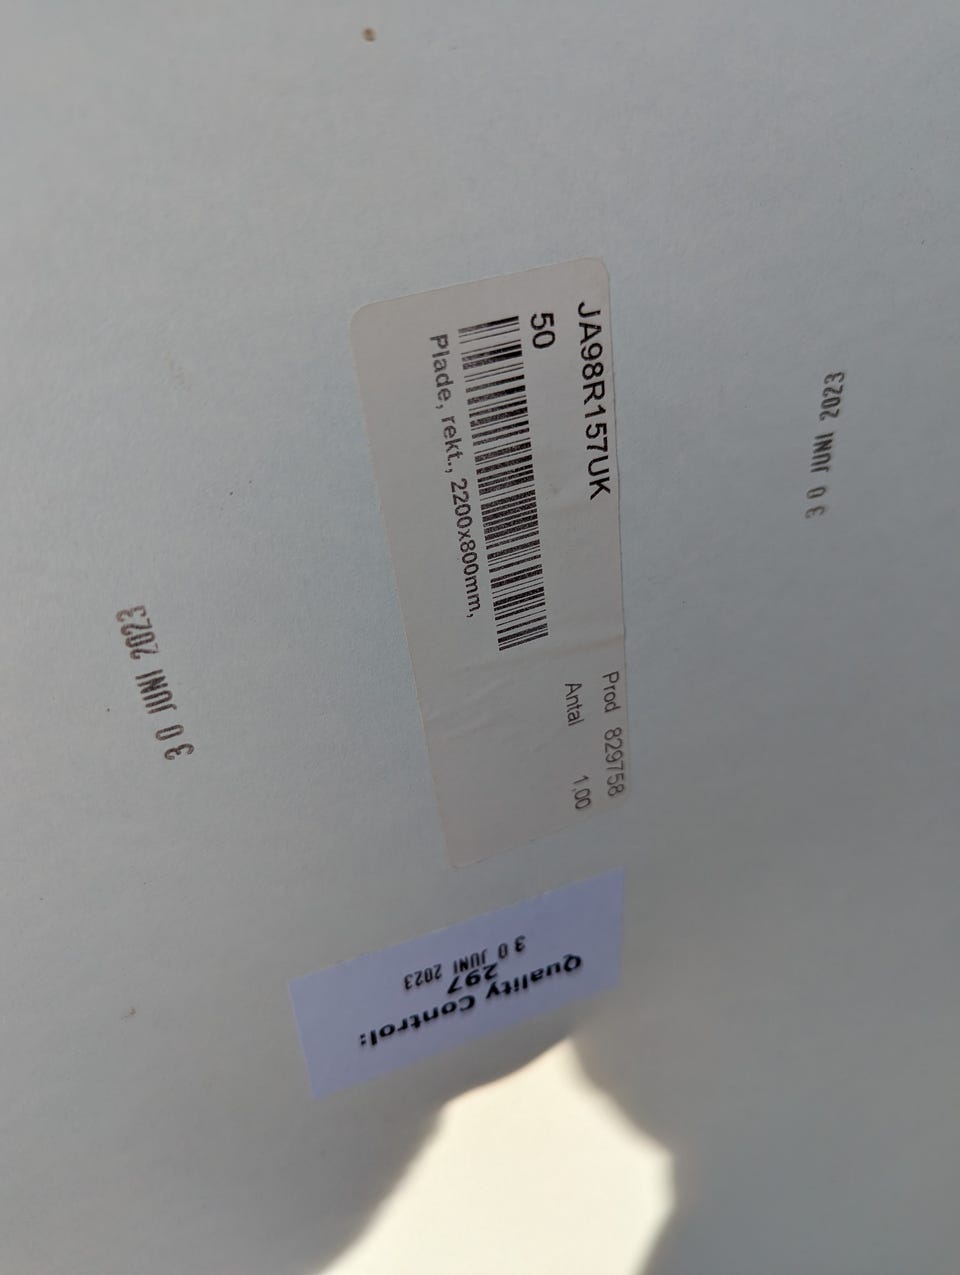 JA98R157UK
50
Plade, rekt., 2200x800mm,
Prod 829758
Antal 1,00
Quality Control:
297
30 JUNI 2023
30 JUNI 2023
30 JUNI 2023